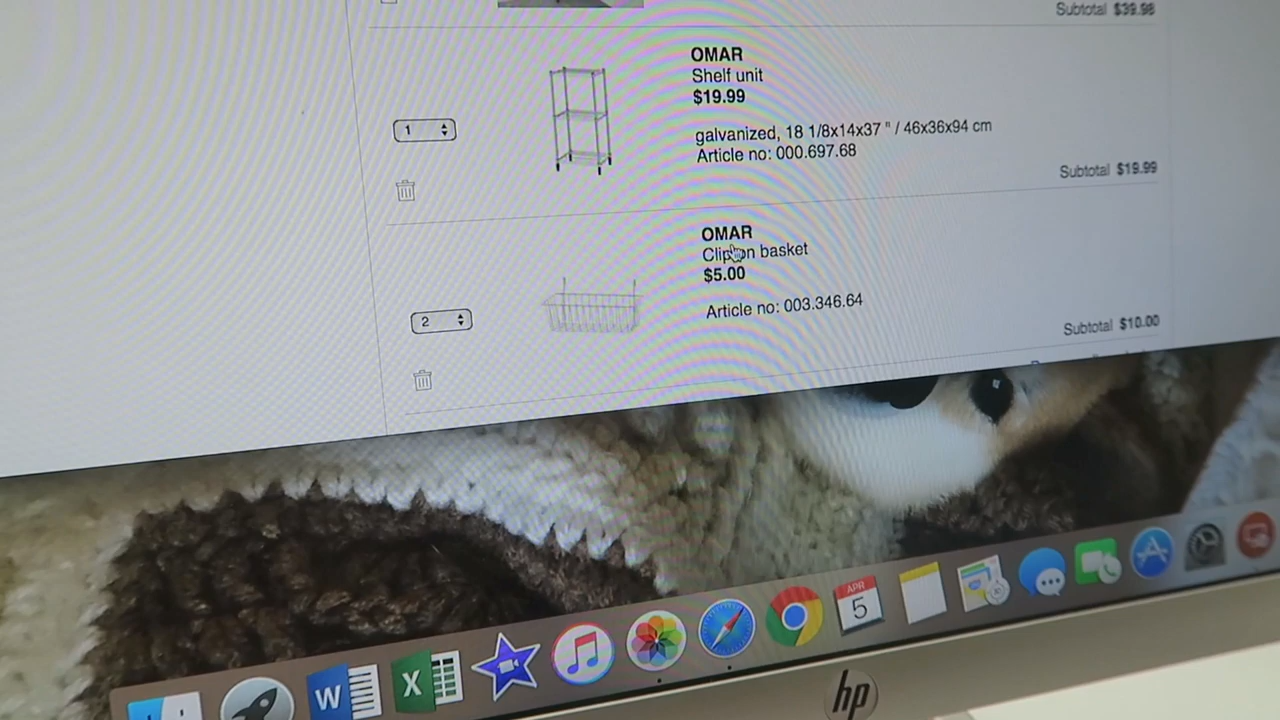 Subtotal $39.98
OMAR
Shelf unit
$19.99
1
galvanized, 18 1/8x14x37 " / 46x36x94 cm
Article no: 000.697.68
Subtotal $19.99
OMAR
Clip on basket
$5.00
2
Article no: 003.346.64
Subtotal $10.00
APR
5
W
X
hp